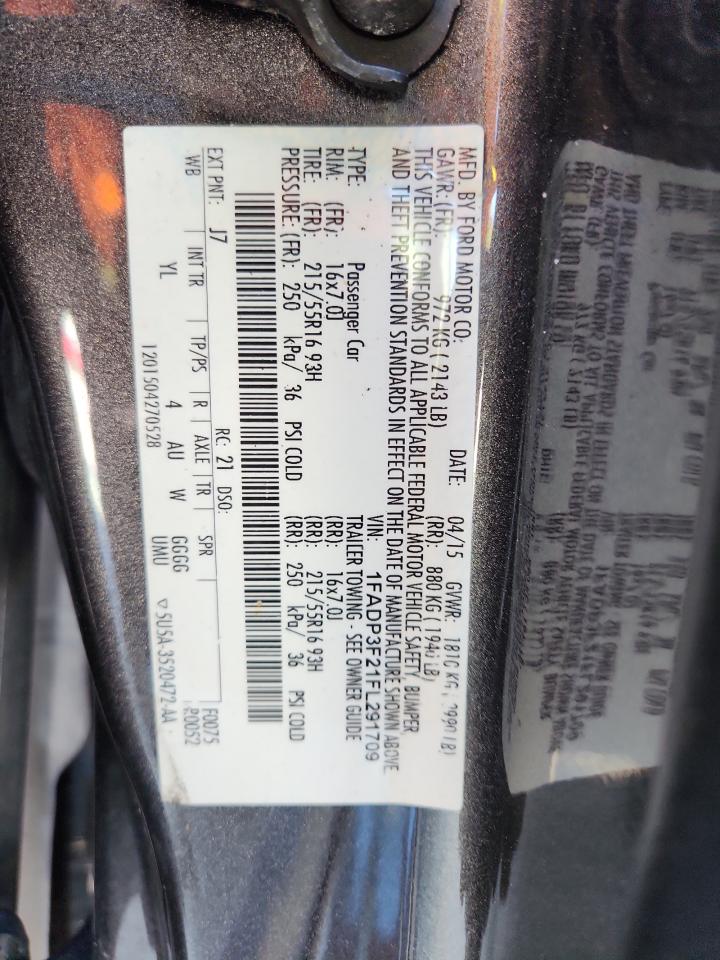 MFD. BY FORD MOTOR CO:
DATE: 04/15 GVWR: 1810 KG
GAVR: (FR) 972 KG (2143 LB) (RR) 880 KG (1940 LB)
THIS VEHICLE CONFORMS TO ALL APPLICABLE FEDERAL MOTOR VEHICLE SAFETY, BUMPER
AND THEFT PREVENTION STANDARDS IN EFFECT ON THE DATE OF MANUFACTURE SHOWN ABOVE
VIN: 1FADP3F21FL291709
TYPE: Passenger Car TRAILER TOWING - SEE OWNER GUIDE
RIM: (FR) 16x7.0J (RR): 16x7.0J
TIRE: (FR): 215/55R16 93H (RR): 215/55R16 93H
PRESSURE: (FR): 250 kPa/ 36 PSI COLD (RR): 250 kPa/ 36 PSI COLD
RC: 21 DSO:
EXT PNT: J7 F0075
WB INT TR TP/PS R AXLE TR SPR R0052
YL 4 AU W GGGG
UMU
1201504270528 ▽5U5A-3520472-AA